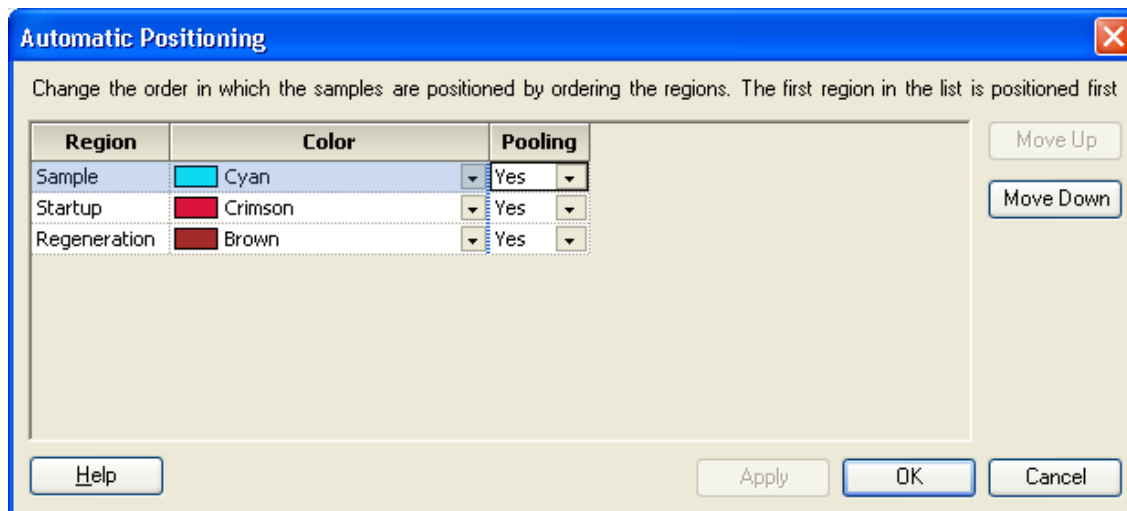 Automatic Positioning
Change the order in which the samples are positioned by ordering the regions. The first region in the list is positioned first
Region Color Pooling
Sample Cyan Yes
Startup Crimson Yes
Regeneration Brown Yes
Move Up
Move Down
Help Apply OK Cancel